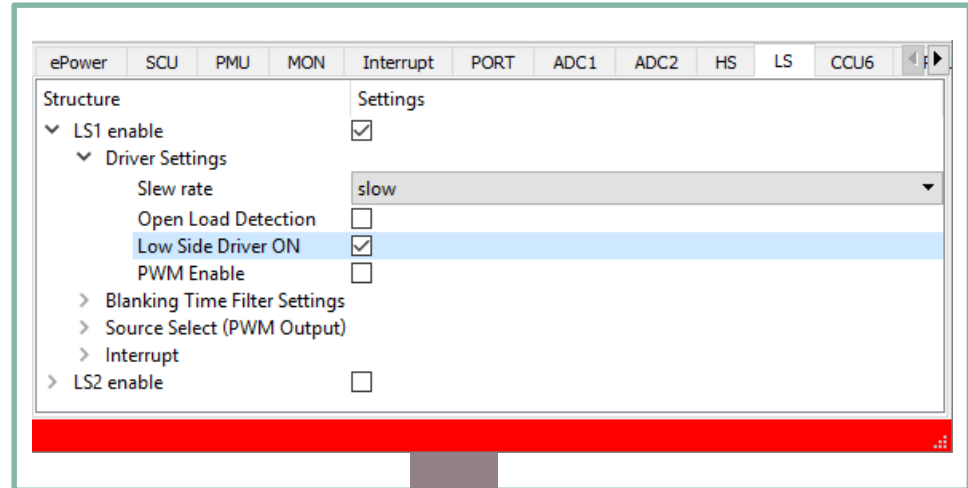 ePower SCU PMU MON Interrupt PORT ADC1 ADC2 HS LS CCU6
Structure Settings
LS1 enable
Driver Settings
Slew rate slow
Open Load Detection
Low Side Driver ON
PWM Enable
Blanking Time Filter Settings
Source Select (PWM Output)
Interrupt
LS2 enable